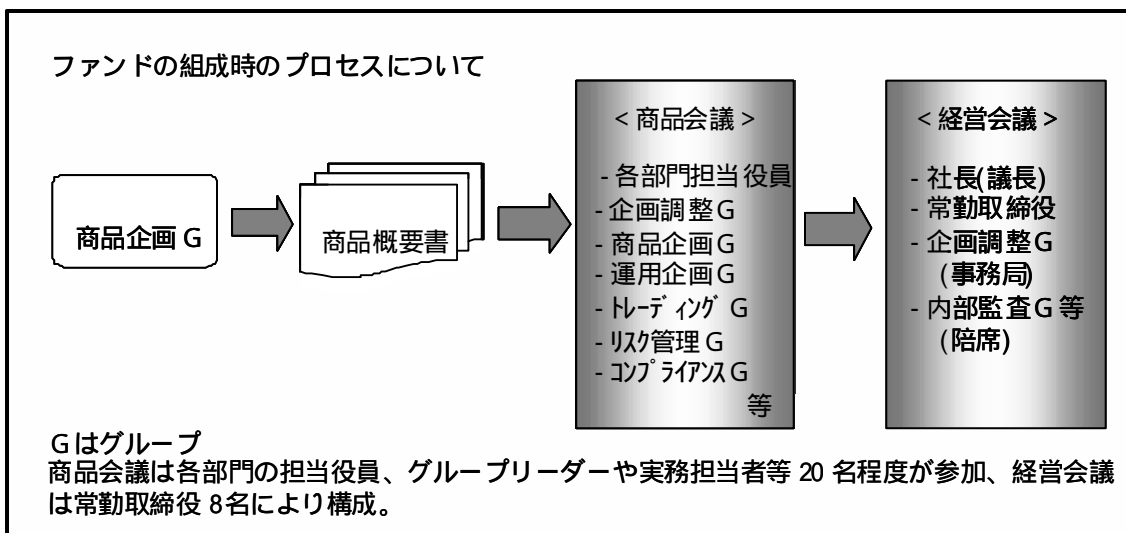 ファンドの組成時のプロセスについて
商品企画 G
商品概要書
< 商品会議 >
- 各部門担当役員
- 企画調整G
- 商品企画G
- 運用企画G
- ﾄﾚｰﾃﾞｨﾝｸﾞ G
- ﾘｽｸ管理G
- ｺﾝﾌﾟﾗｲｱﾝｽG
等
< 経営会議 >
- 社長(議長)
- 常勤取締役
- 企画調整G
(事務局)
- 内部監査G 等
(陪席)
Gはグループ
商品会議は各部門の担当役員、グループリーダーや実務担当者等 20 名程度が参加、経営会議
は常勤取締役 8名により構成。